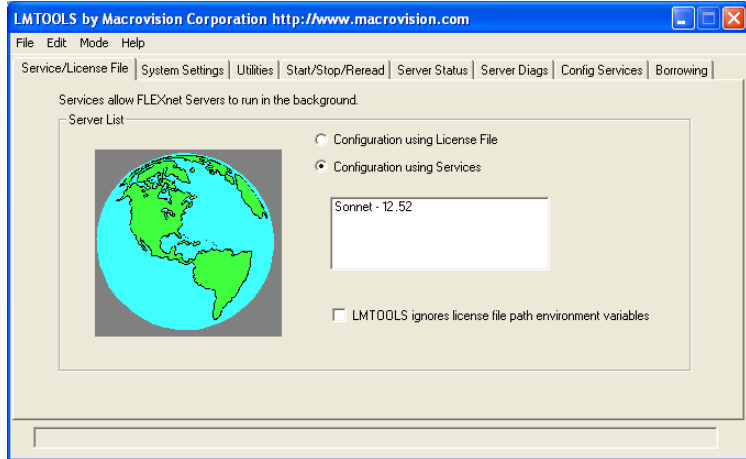 LMTOOLS by Macrovision Corporation http://www.macrovision.com
File Edit Mode Help
Service/License File System Settings Utilities Start/Stop/Reread Server Status Server Diags Config Services Borrowing
Services allow FLEXnet Servers to run in the background.
Server List
Configuration using License File
Configuration using Services
Sonnet - 12.52
LMTOOLS ignores license file path environment variables